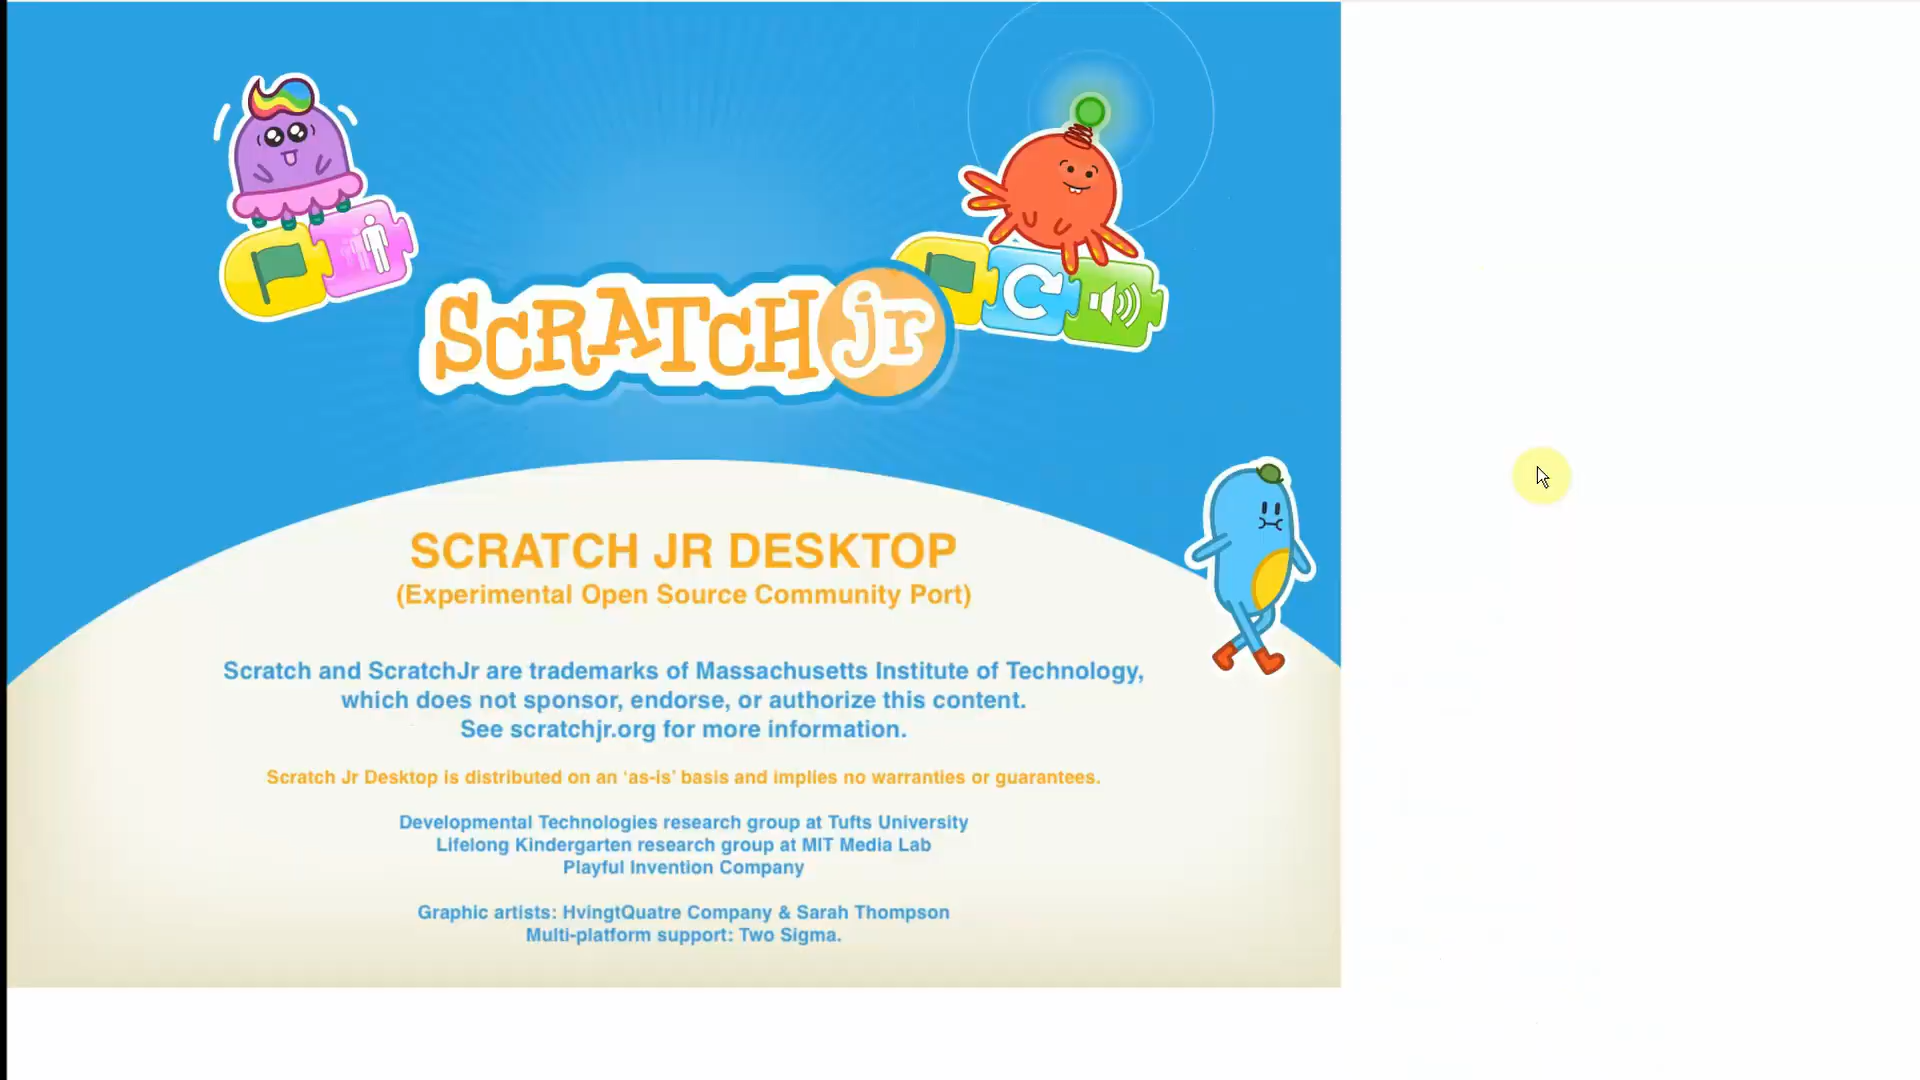 SCRATCH jr
SCRATCH JR DESKTOP
(Experimental Open Source Community Port)
Scratch and ScratchJr are trademarks of Massachusetts Institute of Technology,
which does not sponsor, endorse, or authorize this content.
See scratchjr.org for more information.
Scratch Jr Desktop is distributed on an ‘as-is’ basis and implies no warranties or guarantees.
Developmental Technologies research group at Tufts University
Lifelong Kindergarten research group at MIT Media Lab
Playful Invention Company
Graphic artists: HvingtQuatre Company & Sarah Thompson
Multi-platform support: Two Sigma.